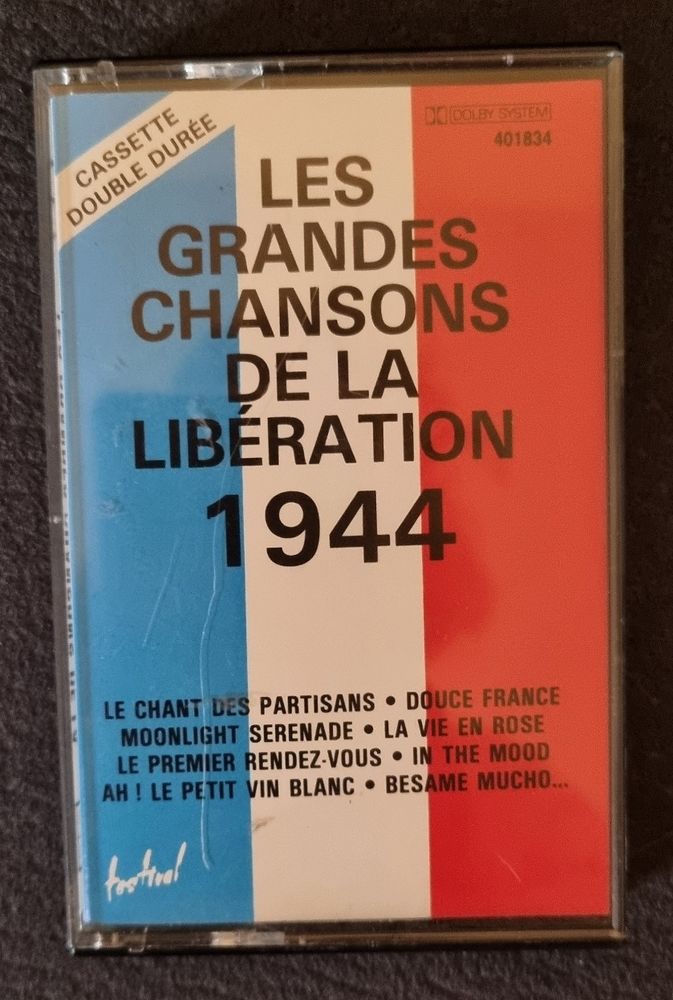 CASSETTE
DOUBLE DURÉE
DOLBY SYSTEM
401834
LES
GRANDES
CHANSONS
DE LA
LIBÉRATION
1944
LE CHANT DES PARTISANS • DOUCE FRANCE
MOONLIGHT SERENADE • LA VIE EN ROSE
LE PREMIER RENDEZ-VOUS • IN THE MOOD
AH ! LE PETIT VIN BLANC • BESAME MUCHO...
festival